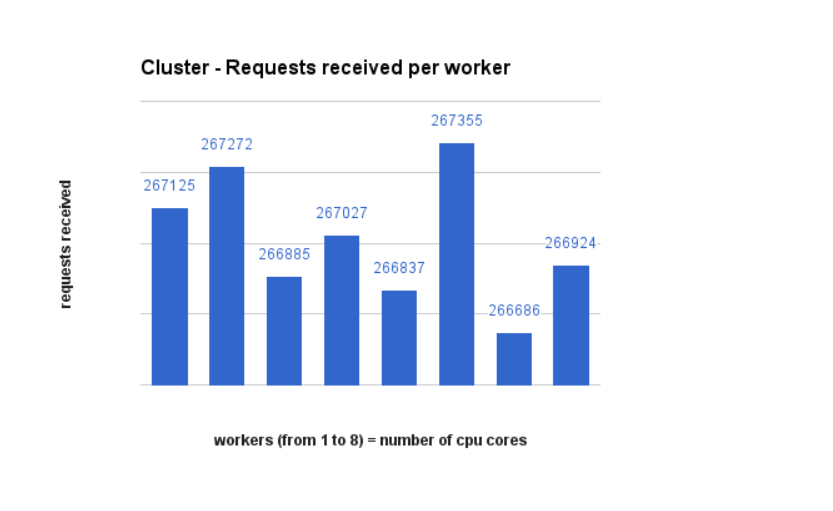 Cluster - Requests received per worker
267355
267272
267125
267027
266924
266885
266837
266686
requests received
workers (from 1 to 8) = number of cpu cores